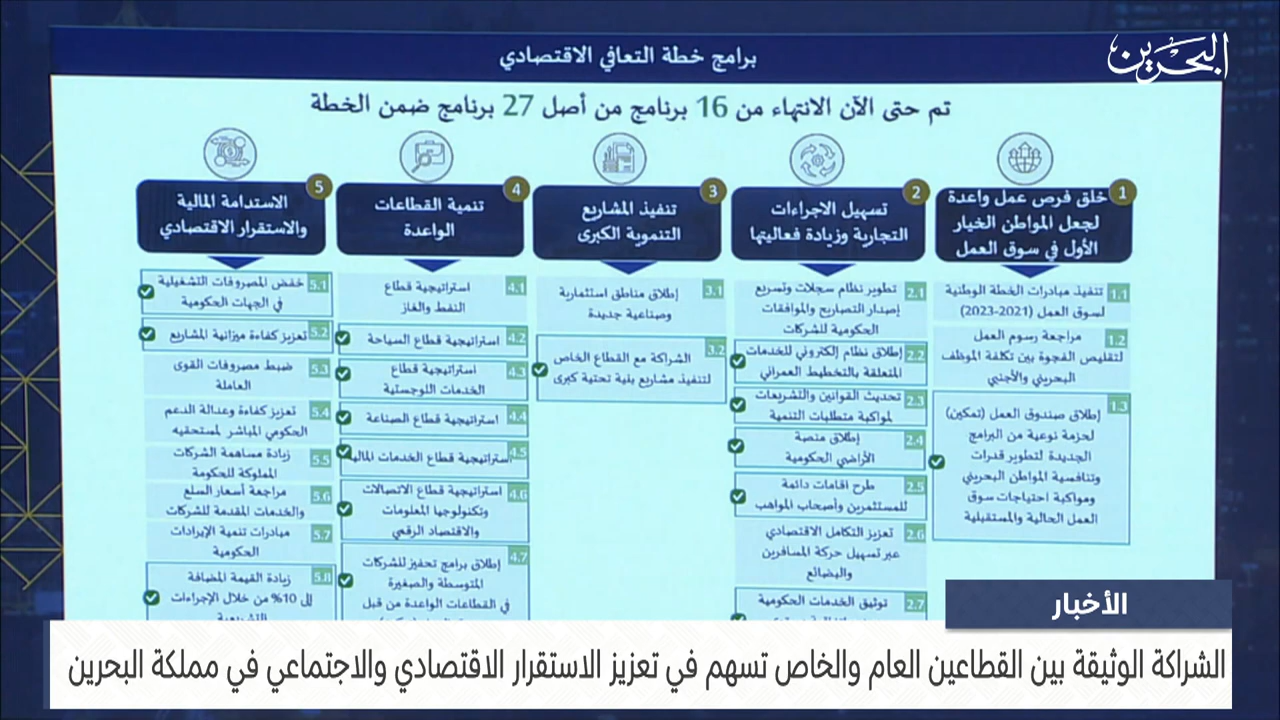 البحرين
برامج خطة التعافي الاقتصادي
تم حتى الآن الانتهاء من 16 برنامج من أصل 27 برنامج ضمن الخطة
1
خلق فرص عمل واعدة
لجعل المواطن الخيار
الأول في سوق العمل
1.1
تنفيذ مبادرات الخطة الوطنية
لسوق العمل (2021-2023)
1.2
مراجعة رسوم العمل
لتقليص الفجوة بين تكلفة الموظف
البحريني والأجنبي
1.3
إطلاق صندوق العمل (تمكين)
لحزمة نوعية من البرامج
الجديدة لتطوير قدرات
وتنافسية المواطن البحريني
ومواكبة احتياجات سوق
العمل الحالية والمستقبلية
2
تسهيل الاجراءات
التجارية وزيادة فعاليتها
2.1
تطوير نظام سجلات وتسريع
إصدار التصاريح والموافقات
الحكومية للشركات
2.2
إطلاق نظام إلكتروني للخدمات
المتعلقة بالتخطيط العمراني
2.3
تحديث القوانين والتشريعات
لمواكبة متطلبات التنمية
2.4
إطلاق منصة
الأراضي الحكومية
2.5
طرح اقامات دائمة
للمستثمرين وأصحاب المواهب
2.6
تعزيز التكامل الاقتصادي
عبر تسهيل حركة المسافرين
والبضائع
2.7
توثيق الخدمات الحكومية
3
تنفيذ المشاريع
التنموية الكبرى
3.1
إطلاق مناطق استثمارية
وصناعية جديدة
3.2
الشراكة مع القطاع الخاص
لتنفيذ مشاريع بنية تحتية كبرى
4
تنمية القطاعات
الواعدة
4.1
استراتيجية قطاع
النفط والغاز
4.2
استراتيجية قطاع السياحة
4.3
استراتيجية قطاع
الخدمات اللوجستية
4.4
استراتيجية قطاع الصناعة
4.5
استراتيجية قطاع الخدمات المالية
4.6
استراتيجية قطاع الاتصالات
وتكنولوجيا المعلومات
والاقتصاد الرقمي
4.7
إطلاق برامج تحفيز للشركات
المتوسطة والصغيرة
في القطاعات الواعدة من قبل
5
الاستدامة المالية
والاستقرار الاقتصادي
5.1
خفض المصروفات التشغيلية
في الجهات الحكومية
5.2
تعزيز كفاءة ميزانية المشاريع
5.3
ضبط مصروفات القوى
العاملة
5.4
تعزيز كفاءة وعدالة الدعم
الحكومي المباشر لمستحقيه
5.5
زيادة مساهمة الشركات
المملوكة للحكومة
5.6
مراجعة أسعار السلع
والخدمات المقدمة للشركات
5.7
مبادرات تنمية الإيرادات
الحكومية
5.8
زيادة القيمة المضافة
إلى 10% من خلال الإجراءات
الأخبار
الشراكة الوثيقة بين القطاعين العام والخاص تسهم في تعزيز الاستقرار الاقتصادي والاجتماعي في مملكة البحرين